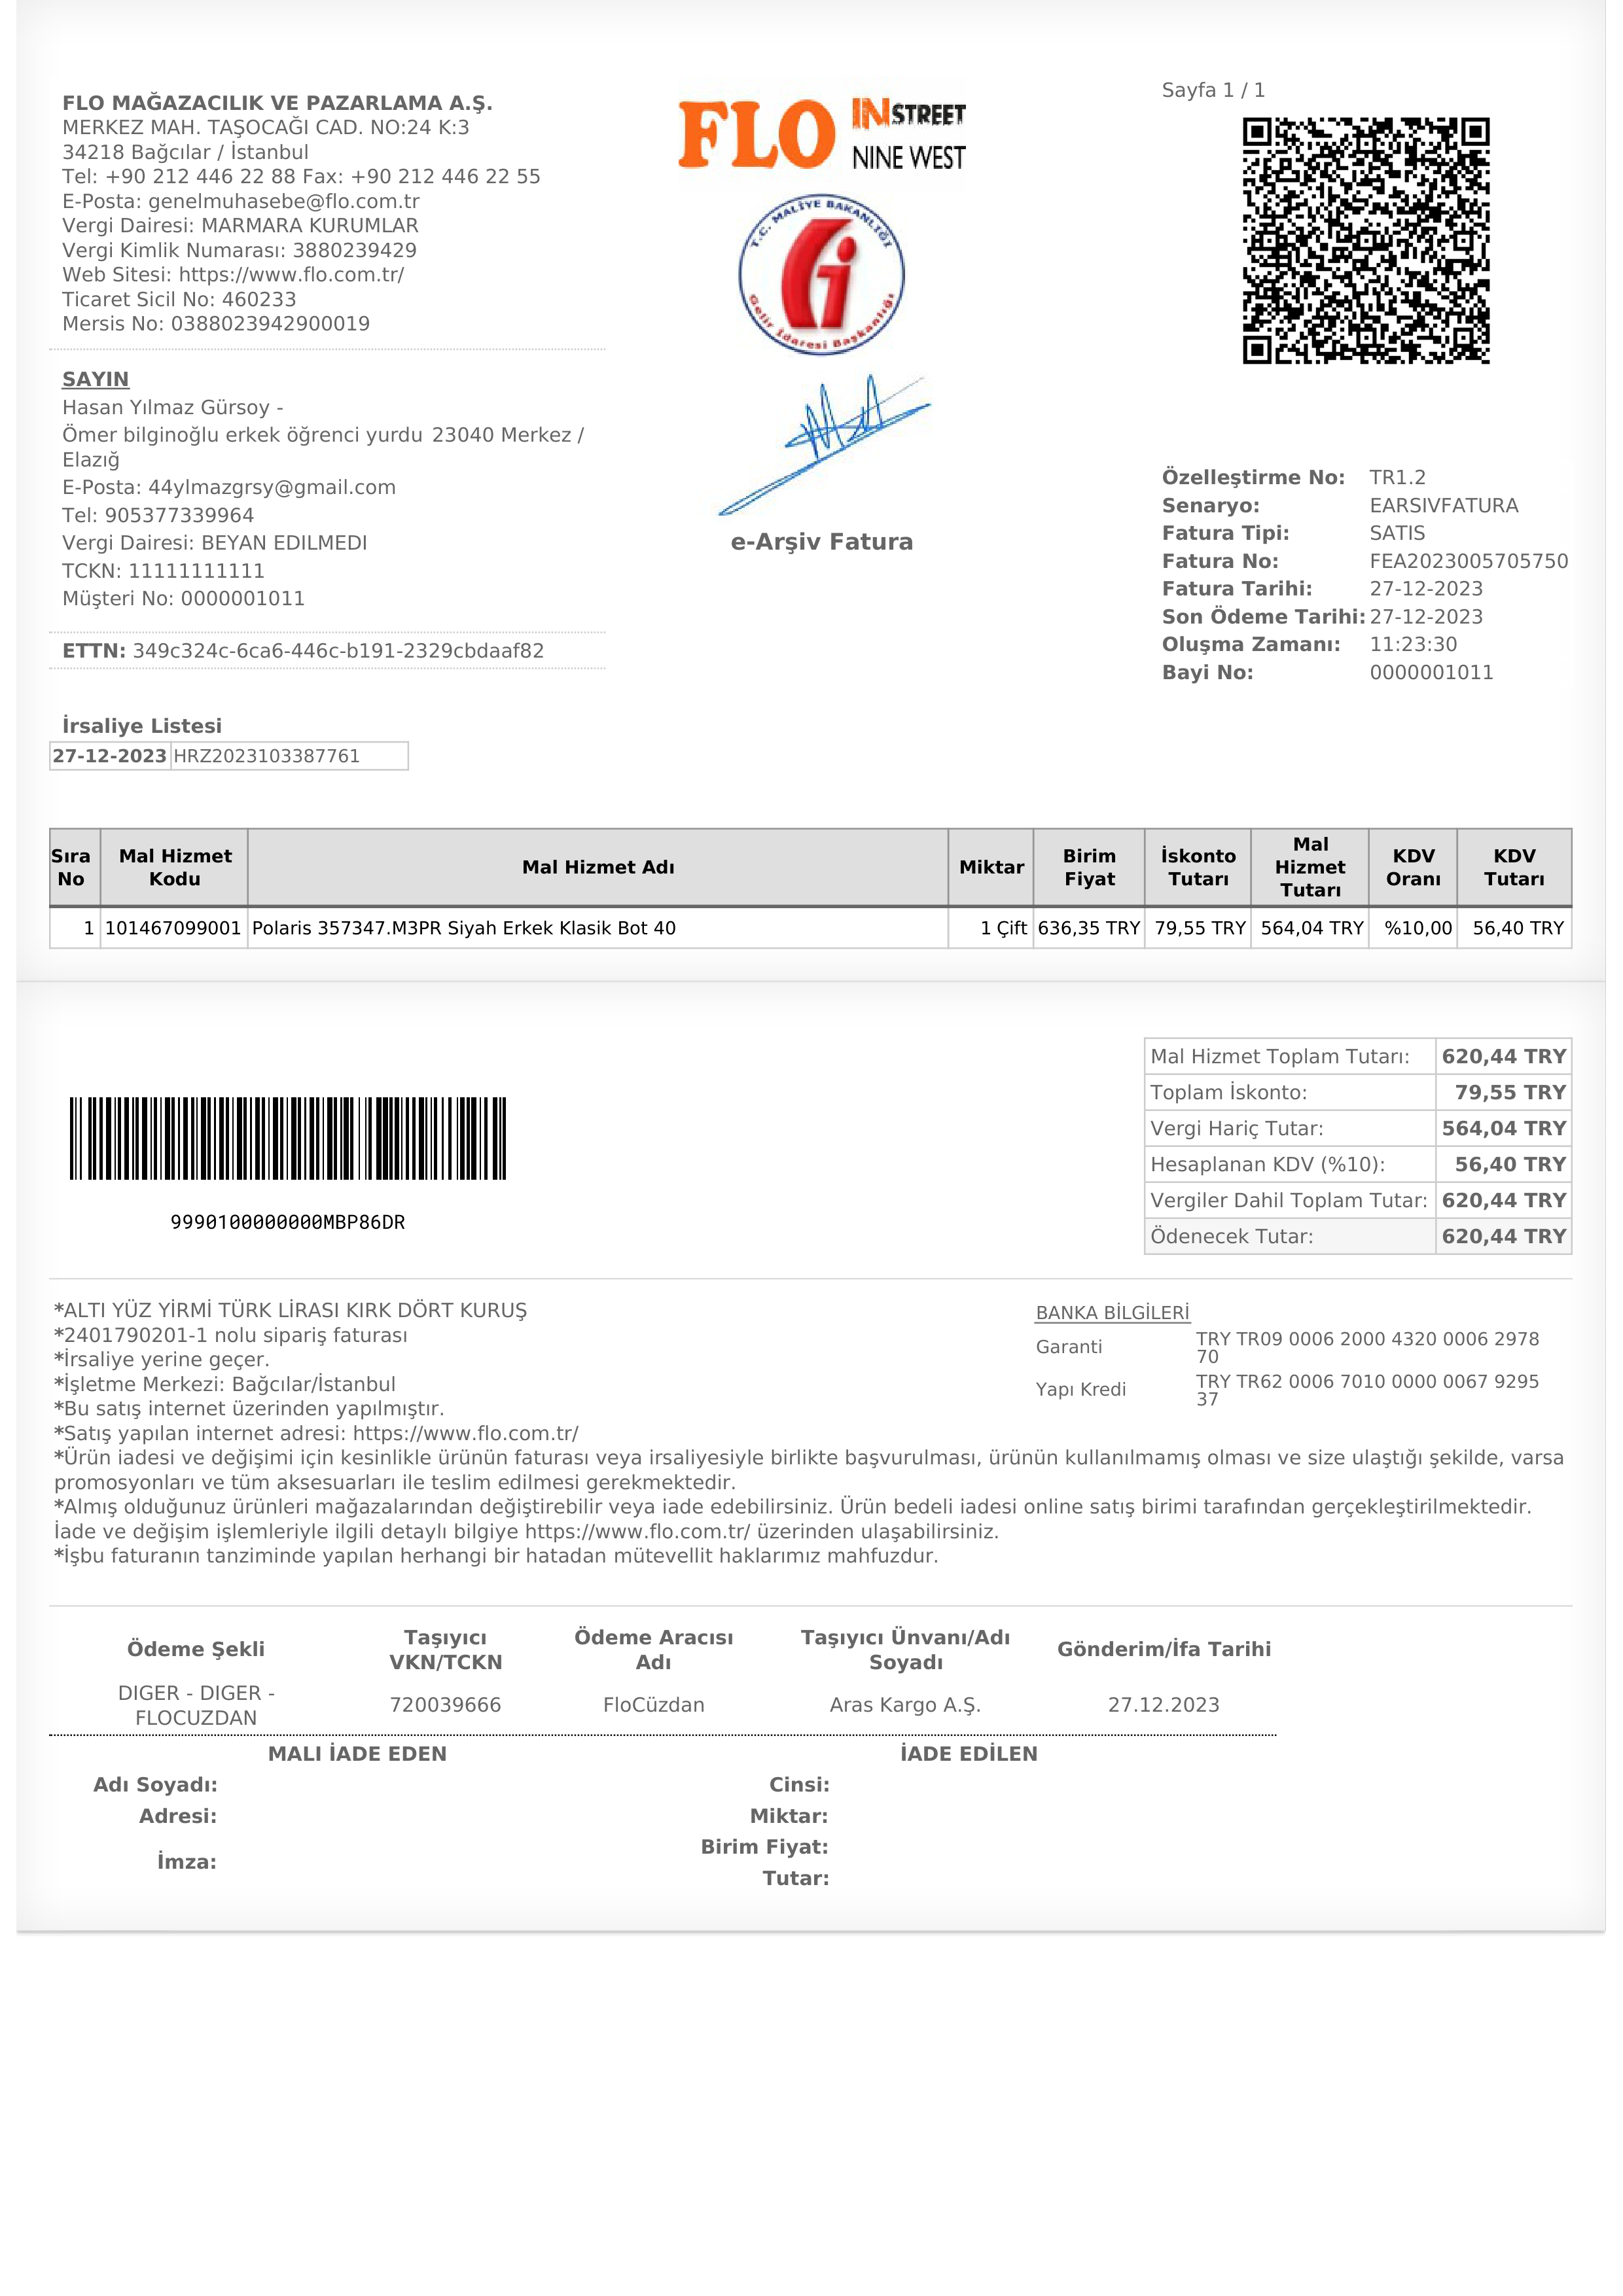 Sayfa 1 / 1
FLO MAĞAZACILIK VE PAZARLAMA A.Ş.
MERKEZ MAH. TAŞOCAĞI CAD. NO:24 K:3
34218 Bağcılar / İstanbul
Tel: +90 212 446 22 88 Fax: +90 212 446 22 55
E-Posta: genelmuhasebe@flo.com.tr
Vergi Dairesi: MARMARA KURUMLAR
Vergi Kimlik Numarası: 3880239429
Web Sitesi: https://www.flo.com.tr/
Ticaret Sicil No: 460233
Mersis No: 0388023942900019
FLO
INSTREET
NINE WEST
T.C. MALİYE BAKANLIĞI
Gelir İdaresi Başkanlığı
e-Arşiv Fatura
SAYIN
Hasan Yılmaz Gürsoy -
Ömer bilginoğlu erkek öğrenci yurdu 23040 Merkez /
Elazığ
E-Posta: 44ylmazgrsy@gmail.com
Tel: 905377339964
Vergi Dairesi: BEYAN EDILMEDI
TCKN: 11111111111
Müşteri No: 0000001011
ETTN: 349c324c-6ca6-446c-b191-2329cbdaaf82
Özelleştirme No: TR1.2
Senaryo: EARSIVFATURA
Fatura Tipi: SATIS
Fatura No: FEA2023005705750
Fatura Tarihi: 27-12-2023
Son Ödeme Tarihi: 27-12-2023
Oluşma Zamanı: 11:23:30
Bayi No: 0000001011
İrsaliye Listesi
27-12-2023 HRZ2023103387761
Sıra No Mal Hizmet Kodu Mal Hizmet Adı Miktar Birim Fiyat İskonto Tutarı Mal Hizmet Tutarı KDV Oranı KDV Tutarı
1 101467099001 Polaris 357347.M3PR Siyah Erkek Klasik Bot 40 1 Çift 636,35 TRY 79,55 TRY 564,04 TRY %10,00 56,40 TRY
Mal Hizmet Toplam Tutarı: 620,44 TRY
Toplam İskonto: 79,55 TRY
Vergi Hariç Tutar: 564,04 TRY
Hesaplanan KDV (%10): 56,40 TRY
Vergiler Dahil Toplam Tutar: 620,44 TRY
Ödenecek Tutar: 620,44 TRY
9990100000000MBP86DR
*ALTI YÜZ YİRMİ TÜRK LİRASI KIRK DÖRT KURUŞ
*2401790201-1 nolu sipariş faturası
*İrsaliye yerine geçer.
*İşletme Merkezi: Bağcılar/İstanbul
*Bu satış internet üzerinden yapılmıştır.
*Satış yapılan internet adresi: https://www.flo.com.tr/
*Ürün iadesi ve değişimi için kesinlikle ürünün faturası veya irsaliyesiyle birlikte başvurulması, ürünün kullanılmamış olması ve size ulaştığı şekilde, varsa
promosyonları ve tüm aksesuarları ile teslim edilmesi gerekmektedir.
*Almış olduğunuz ürünleri mağazalarından değiştirebilir veya iade edebilirsiniz. Ürün bedeli iadesi online satış birimi tarafından gerçekleştirilmektedir.
İade ve değişim işlemleriyle ilgili detaylı bilgiye https://www.flo.com.tr/ üzerinden ulaşabilirsiniz.
*İşbu faturanın tanziminde yapılan herhangi bir hatadan mütevellit haklarımız mahfuzdur.
BANKA BİLGİLERİ
Garanti TRY TR09 0006 2000 4320 0006 2978
70
Yapı Kredi TRY TR62 0006 7010 0000 0067 9295
37
Ödeme Şekli Taşıyıcı VKN/TCKN Ödeme Aracısı Adı Taşıyıcı Ünvanı/Adı Soyadı Gönderim/İfa Tarihi
DIGER - DIGER - FLOCUZDAN 720039666 FloCüzdan Aras Kargo A.Ş. 27.12.2023
MALI İADE EDEN
Adı Soyadı:
Adresi:
İmza:
İADE EDİLEN
Cinsi:
Miktar:
Birim Fiyat:
Tutar: